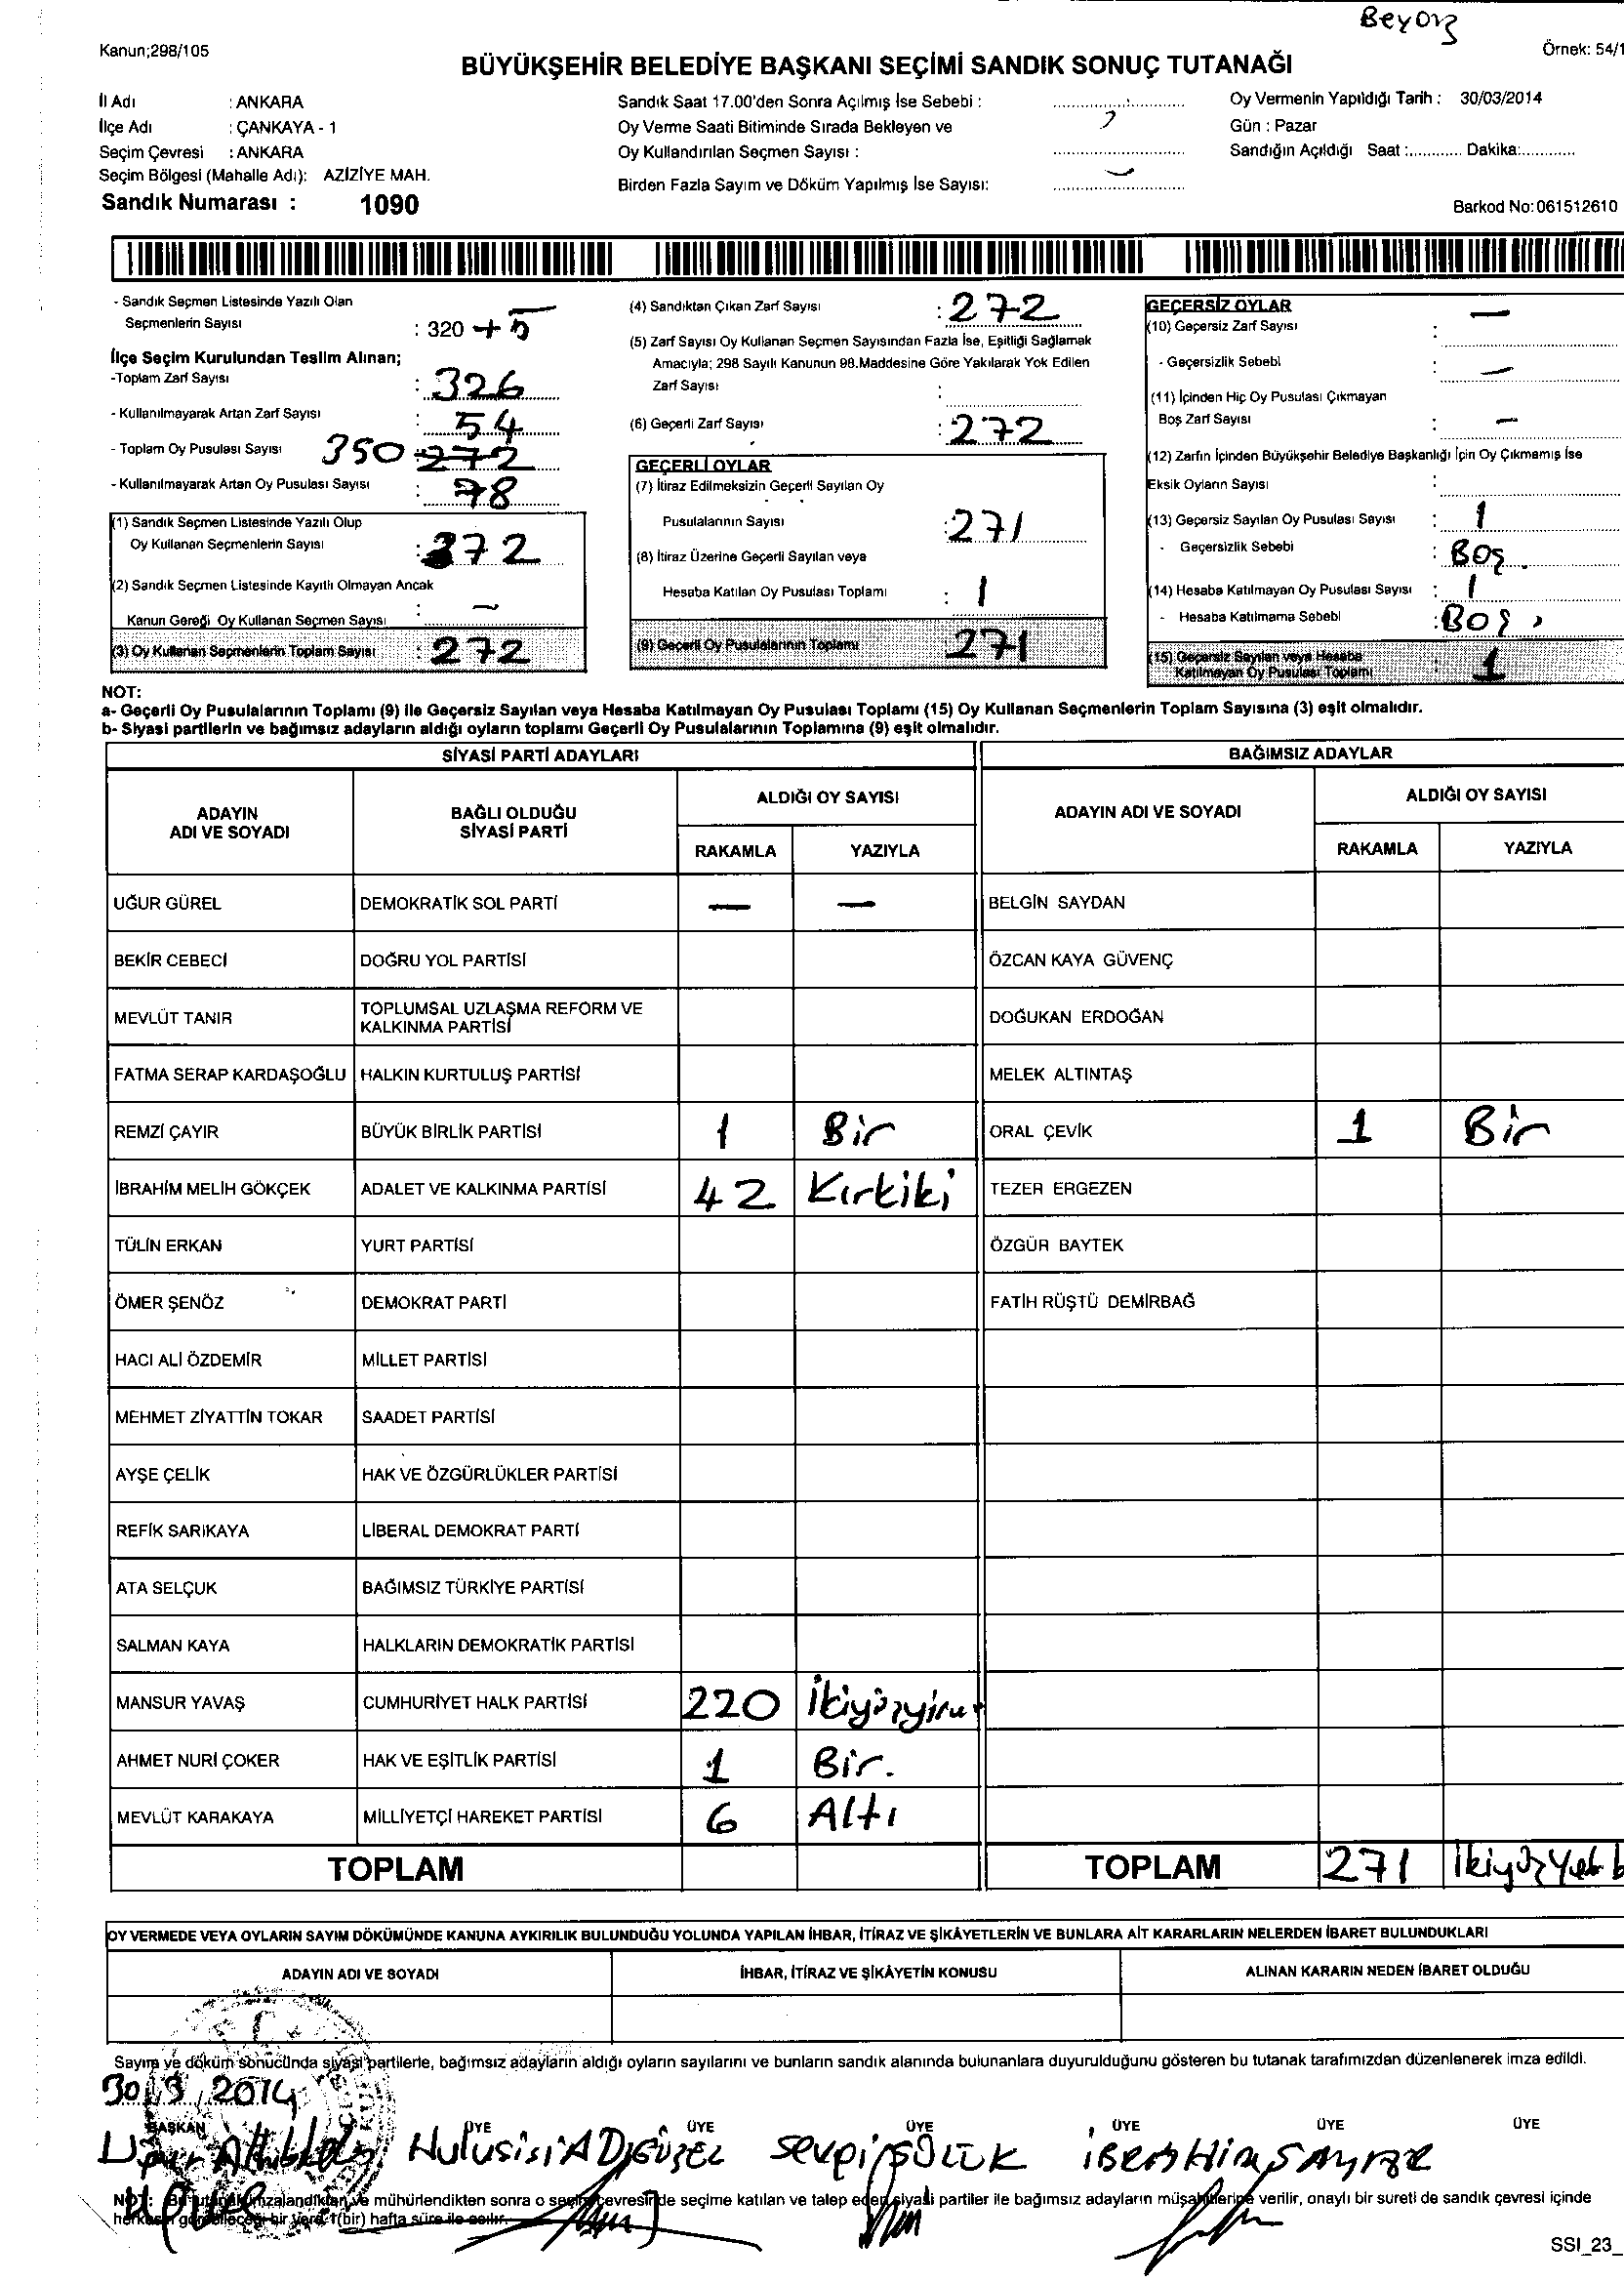 Beyaz
Kanun;298/105
Örnek: 54/1
BÜYÜKŞEHİR BELEDİYE BAŞKANI SEÇİMİ SANDIK SONUÇ TUTANAĞI
İl Adı : ANKARA
İlçe Adı : ÇANKAYA - 1
Seçim Çevresi : ANKARA
Seçim Bölgesi (Mahalle Adı): AZİZİYE MAH.
Sandık Numarası : 1090
Sandık Saat 17.00'den Sonra Açılmış İse Sebebi :
Oy Verme Saati Bitiminde Sırada Bekleyen ve
Oy Kullandırılan Seçmen Sayısı :
Birden Fazla Sayım ve Döküm Yapılmış İse Sayısı:
Oy Vermenin Yapıldığı Tarih : 30/03/2014
Gün : Pazar
Sandığın Açıldığı Saat :............ Dakika:............
Barkod No:061512610
- Sandık Seçmen Listesinde Yazılı Olan
Seçmenlerin Sayısı : 320 + 5
İlçe Seçim Kurulundan Teslim Alınan;
-Toplam Zarf Sayısı : 326
- Kullanılmayarak Artan Zarf Sayısı : 54
- Toplam Oy Pusulası Sayısı 350 : 272
- Kullanılmayarak Artan Oy Pusulası Sayısı : 78
(1) Sandık Seçmen Listesinde Yazılı Olup
Oy Kullanan Seçmenlerin Sayısı : 272
(2) Sandık Seçmen Listesinde Kayıtlı Olmayan Ancak
Kanun Gereği Oy Kullanan Seçmen Sayısı : -
(3) Oy Kullanan Seçmenlerin Toplam Sayısı : 272
(4) Sandıktan Çıkan Zarf Sayısı : 272
(5) Zarf Sayısı Oy Kullanan Seçmen Sayısından Fazla İse, Eşitliği Sağlamak
Amacıyla; 298 Sayılı Kanunun 98.Maddesine Göre Yakılarak Yok Edilen
Zarf Sayısı :
(6) Geçerli Zarf Sayısı : 272
GEÇERLİ OYLAR
(7) İtiraz Edilmeksizin Geçerli Sayılan Oy
Pusulalarının Sayısı : 271
(8) İtiraz Üzerine Geçerli Sayılan veya
Hesaba Katılan Oy Pusulası Toplamı : 1
(9) Geçerli Oy Pusulalarının Toplamı 271
GEÇERSİZ OYLAR
(10) Geçersiz Zarf Sayısı : -
- Geçersizlik Sebebi : -
(11) İçinden Hiç Oy Pusulası Çıkmayan
Boş Zarf Sayısı : -
(12) Zarfın İçinden Büyükşehir Belediye Başkanlığı İçin Oy Çıkmamış İse
Eksik Oyların Sayısı :
(13) Geçersiz Sayılan Oy Pusulası Sayısı : 1
- Geçersizlik Sebebi : Boş
(14) Hesaba Katılmayan Oy Pusulası Sayısı : 1
- Hesaba Katılmama Sebebi : Boş
(15) Geçersiz Sayılan veya Hesaba
Katılmayan Oy Pusulası Toplamı : 1
NOT:
a- Geçerli Oy Pusulalarının Toplamı (9) ile Geçersiz Sayılan veya Hesaba Katılmayan Oy Pusulası Toplamı (15) Oy Kullanan Seçmenlerin Toplam Sayısına (3) eşit olmalıdır.
b- Siyasi partilerin ve bağımsız adayların aldığı oyların toplamı Geçerli Oy Pusulalarının Toplamına (9) eşit olmalıdır.
SİYASİ PARTİ ADAYLARI BAĞIMSIZ ADAYLAR
ADAYIN ADI VE SOYADI BAĞLI OLDUĞU SİYASİ PARTİ ALDIĞI OY SAYISI ADAYIN ADI VE SOYADI ALDIĞI OY SAYISI
RAKAMLA YAZIYLA RAKAMLA YAZIYLA
UĞUR GÜREL DEMOKRATİK SOL PARTİ - - BELGİN SAYDAN
BEKİR CEBECİ DOĞRU YOL PARTİSİ ÖZCAN KAYA GÜVENÇ
MEVLÜT TANIR TOPLUMSAL UZLAŞMA REFORM VE KALKINMA PARTİSİ DOĞUKAN ERDOĞAN
FATMA SERAP KARDAŞOĞLU HALKIN KURTULUŞ PARTİSİ MELEK ALTINTAŞ
REMZİ ÇAYIR BÜYÜK BİRLİK PARTİSİ 1 Bir ORAL ÇEVİK 1 Bir
İBRAHİM MELİH GÖKÇEK ADALET VE KALKINMA PARTİSİ 42 Kırkiki TEZER ERGEZEN
TÜLİN ERKAN YURT PARTİSİ ÖZGÜR BAYTEK
ÖMER ŞENÖZ DEMOKRAT PARTİ FATİH RÜŞTÜ DEMİRBAĞ
HACI ALİ ÖZDEMİR MİLLET PARTİSİ
MEHMET ZİYATTİN TOKAR SAADET PARTİSİ
AYŞE ÇELİK HAK VE ÖZGÜRLÜKLER PARTİSİ
REFİK SARIKAYA LİBERAL DEMOKRAT PARTİ
ATA SELÇUK BAĞIMSIZ TÜRKİYE PARTİSİ
SALMAN KAYA HALKLARIN DEMOKRATİK PARTİSİ
MANSUR YAVAŞ CUMHURİYET HALK PARTİSİ 220 İkiyüzyirmi
AHMET NURİ ÇOKER HAK VE EŞİTLİK PARTİSİ 1 Bir.
MEVLÜT KARAKAYA MİLLİYETÇİ HAREKET PARTİSİ 6 Altı
TOPLAM TOPLAM 271 İkiyüzyetb
OY VERMEDE VEYA OYLARIN SAYIM DÖKÜMÜNDE KANUNA AYKIRILIK BULUNDUĞU YOLUNDA YAPILAN İHBAR, İTİRAZ VE ŞİKÂYETLERİN VE BUNLARA AİT KARARLARIN NELERDEN İBARET BULUNDUKLARI
ADAYIN ADI VE SOYADI İHBAR, İTİRAZ VE ŞİKÂYETİN KONUSU ALINAN KARARIN NEDEN İBARET OLDUĞU
Sayım ve döküm sonucunda siyasi partilerle, bağımsız adayların aldığı oyların sayılarını ve bunların sandık alanında bulunanlara duyurulduğunu gösteren bu tutanak tarafımızdan düzenlenerek imza edildi.
30/3/2014
BAŞKAN ÜYE ÜYE ÜYE ÜYE ÜYE ÜYE
Hulusisi ADIGÜZEL Sevgi SÜLÜK İBRAHİM SAYNER
NOT: Bu tutanak imzalandıktan ve mühürlendikten sonra o seçim çevresinde seçime katılan ve talep eden siyasi partiler ile bağımsız adayların müşahitlerine verilir, onaylı bir sureti de sandık çevresi içinde
herkesin görebileceği bir yere 1(bir) hafta süre ile asılır.
SSI_23_